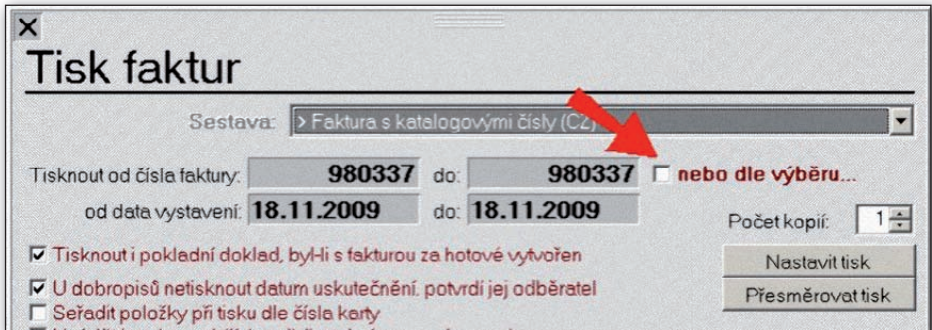 Tisk faktur
Sestava: > Faktura s katalogovými čísly (CZ)
Tisknout od čísla faktury: 980337 do: 980337 nebo dle výběru...
od data vystavení: 18.11.2009 do: 18.11.2009
Počet kopií: 1
Tisknout i pokladní doklad, byl-li s fakturou za hotové vytvořen
Nastavit tisk
U dobropisů netisknout datum uskutečnění. potvrdí jej odběratel
Přesměrovat tisk
Seřadit položky při tisku dle čísla karty